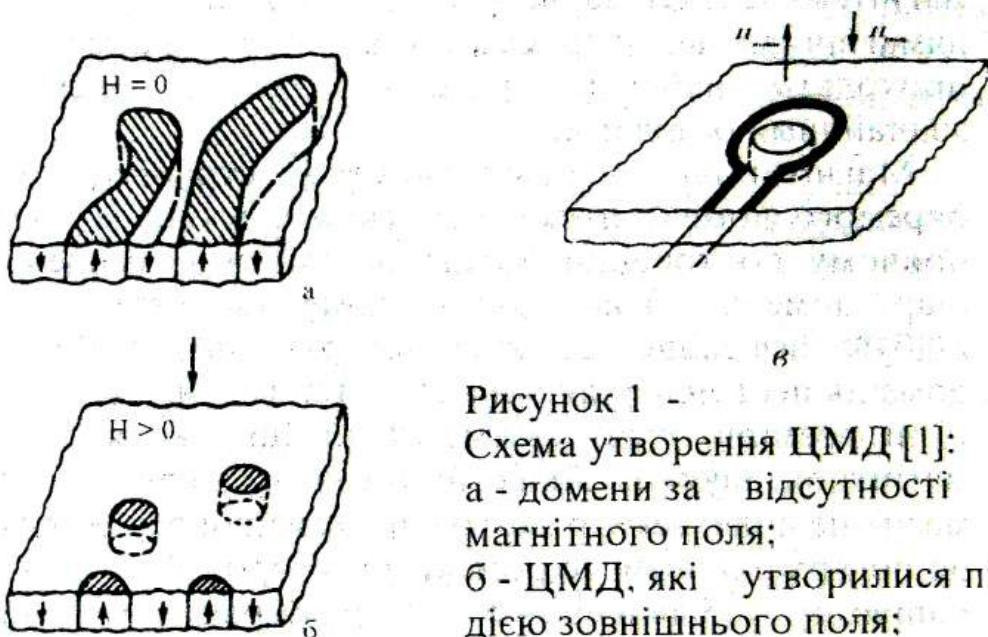 H = 0
а
H > 0
б
в
Рисунок 1 -
Схема утворення ЦМД [1]:
а - домени за відсутності
магнітного поля;
б - ЦМД, які утворилися п
дією зовнішнього поля;